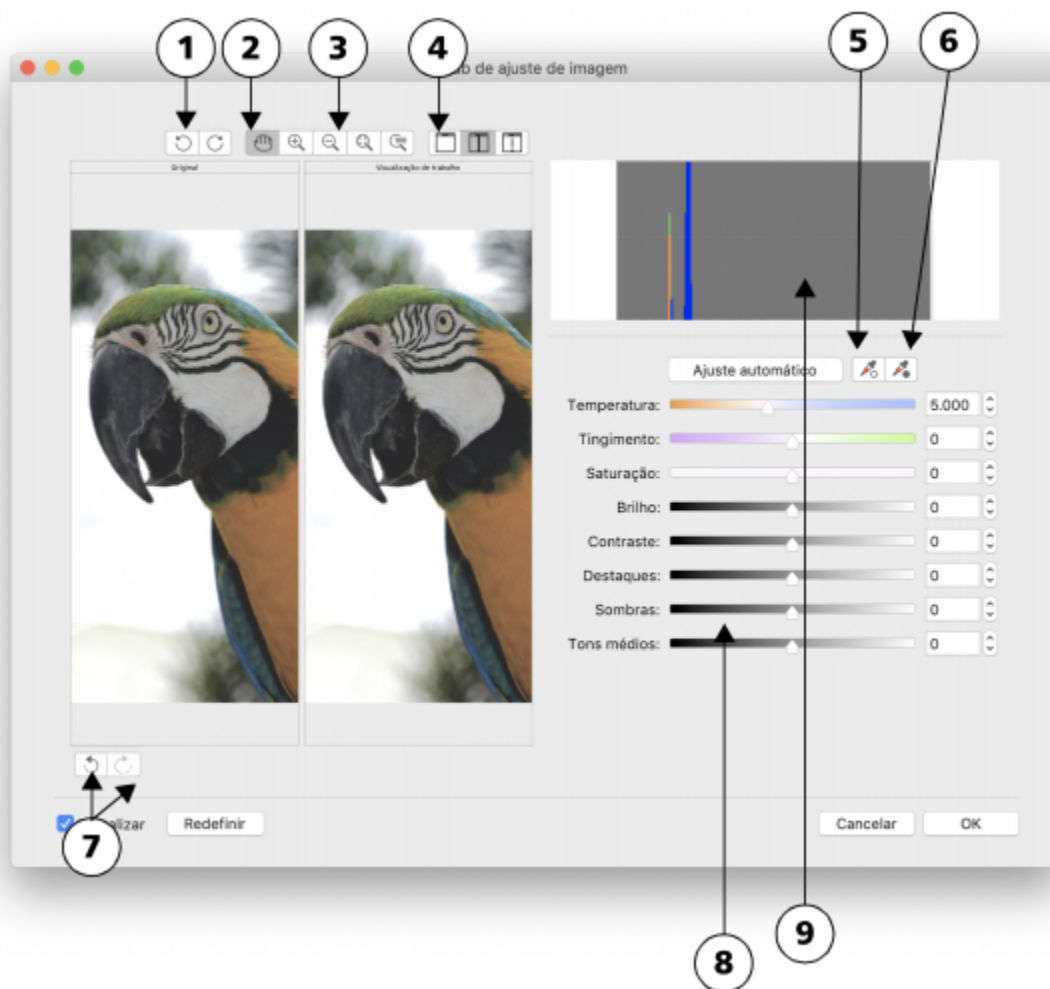 1 2 3 4 5 6
b de ajuste de imagem
Original Visualização de trabalho
Ajuste automático
Temperatura: 5.000
Tingimento: 0
Saturação: 0
Brilho: 0
Contraste: 0
Destaques: 0
Sombras: 0
Tons médios: 0
alizar Redefinir Cancelar OK
7
9
8